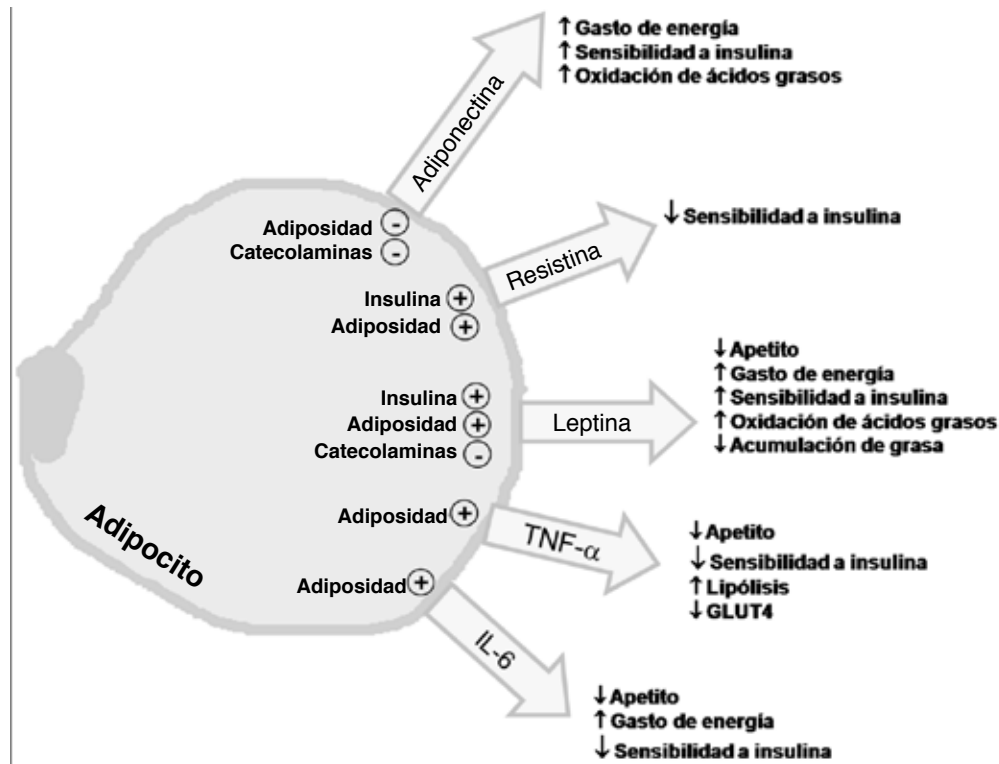 ↑ Gasto de energía
↑ Sensibilidad a insulina
↑ Oxidación de ácidos grasos
Adiponectina
Adiposidad -
Catecolaminas -
↓ Sensibilidad a insulina
Resistina
Insulina +
Adiposidad +
↓ Apetito
↑ Gasto de energía
↑ Sensibilidad a insulina
↑ Oxidación de ácidos grasos
↓ Acumulación de grasa
Leptina
Insulina +
Adiposidad +
Catecolaminas -
Adiposidad +
TNF-α
↓ Apetito
↓ Sensibilidad a insulina
↑ Lipólisis
↓ GLUT4
Adipocito
Adiposidad +
IL-6
↓ Apetito
↑ Gasto de energía
↓ Sensibilidad a insulina